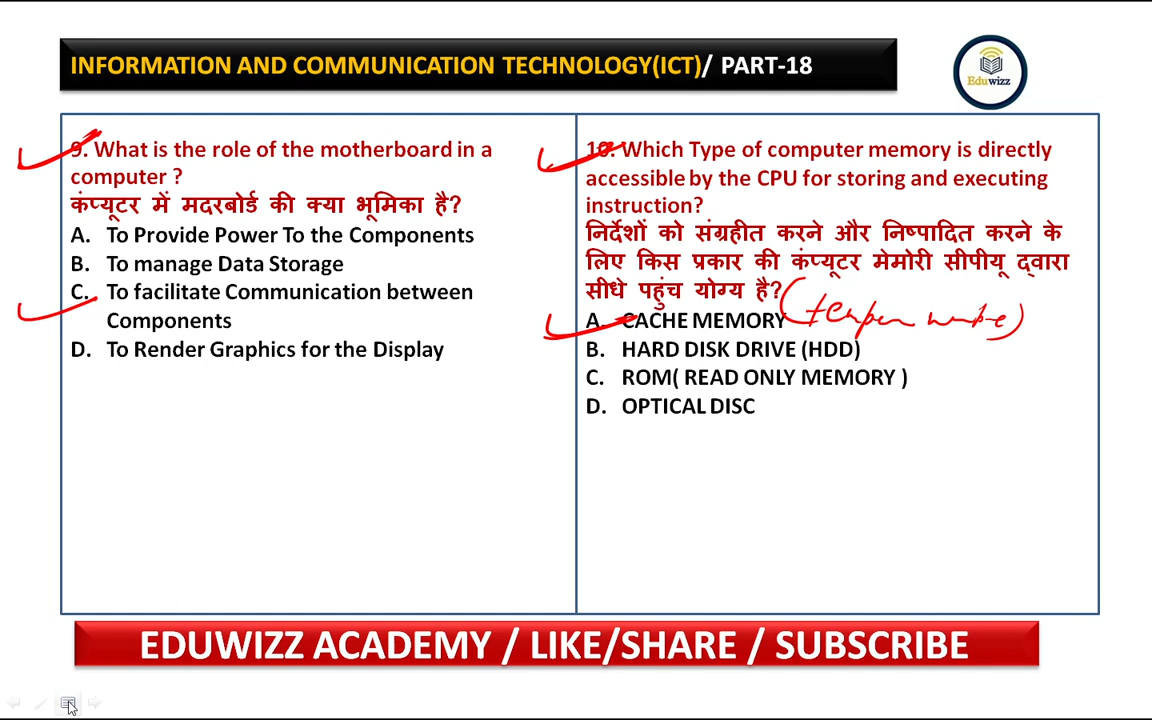 INFORMATION AND COMMUNICATION TECHNOLOGY(ICT)/ PART-18
Eduwizz
9. What is the role of the motherboard in a
computer ?
कंप्यूटर में मदरबोर्ड की क्या भूमिका है?
A. To Provide Power To the Components
B. To manage Data Storage
C. To facilitate Communication between
Components
D. To Render Graphics for the Display
10. Which Type of computer memory is directly
accessible by the CPU for storing and executing
instruction?
निर्देशों को संग्रहीत करने और निष्पादित करने के
लिए किस प्रकार की कंप्यूटर मेमोरी सीपीयू द्वारा
सीधे पहुंच योग्य है?
A. CACHE MEMORY
B. HARD DISK DRIVE (HDD)
C. ROM( READ ONLY MEMORY )
D. OPTICAL DISC
EDUWIZZ ACADEMY / LIKE/SHARE / SUBSCRIBE